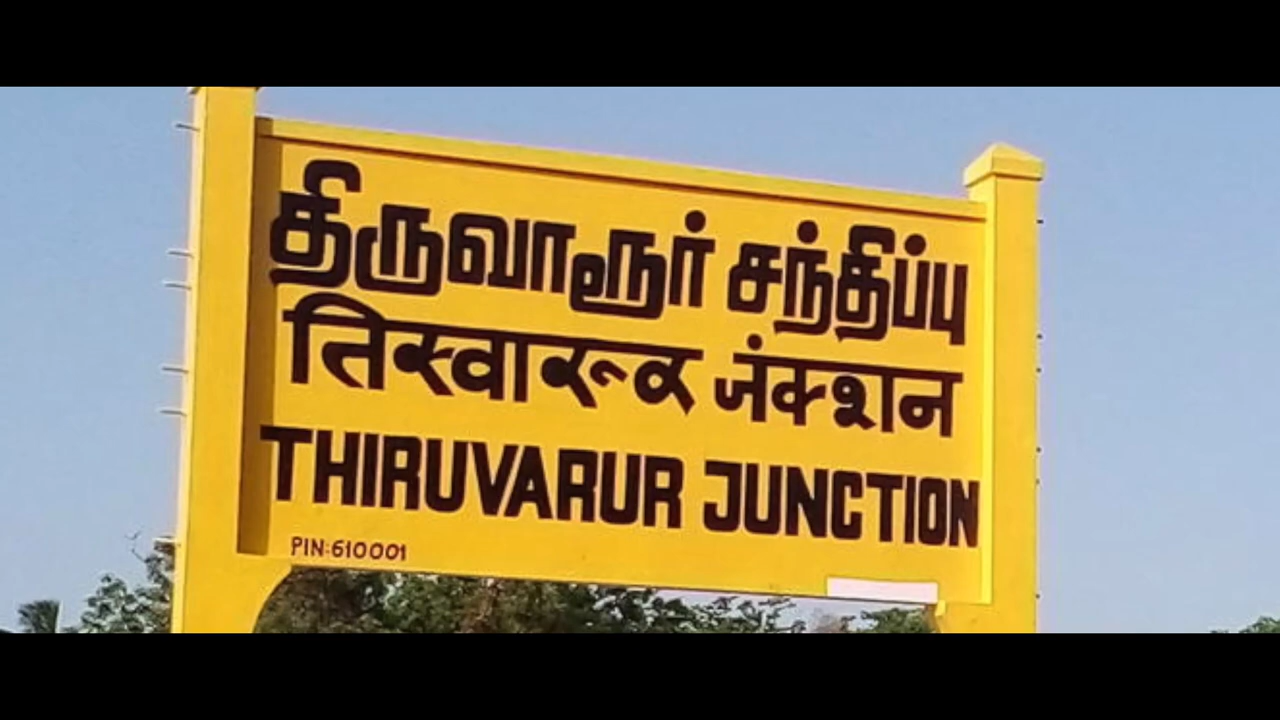 திருவாரூர் சந்திப்பு
तिरुवारूर जंक्शन
THIRUVARUR JUNCTION
PIN:610001